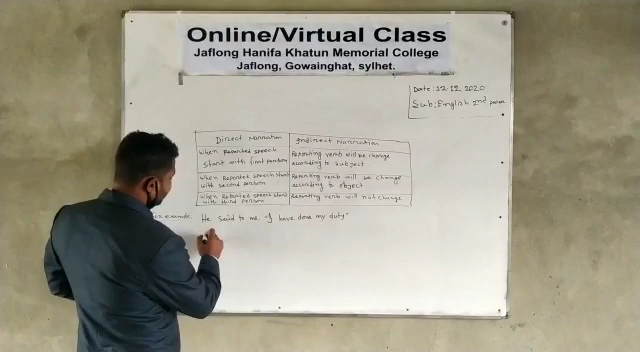 Online/Virtual Class
Jaflong Hanifa Khatun Memorial College
Jaflong, Gowainghat, sylhet.
Date: 12.12.2020
Sub; English 2nd paper
Direct Narration Indirect Narration
When Reported speech start with first person Reporting verb will be change according to subject
When Reported speech start with second person Reporting verb will be change according to object
When Reported speech start with third person Reporting verb will not change
example: He said to me "I have done my duty"